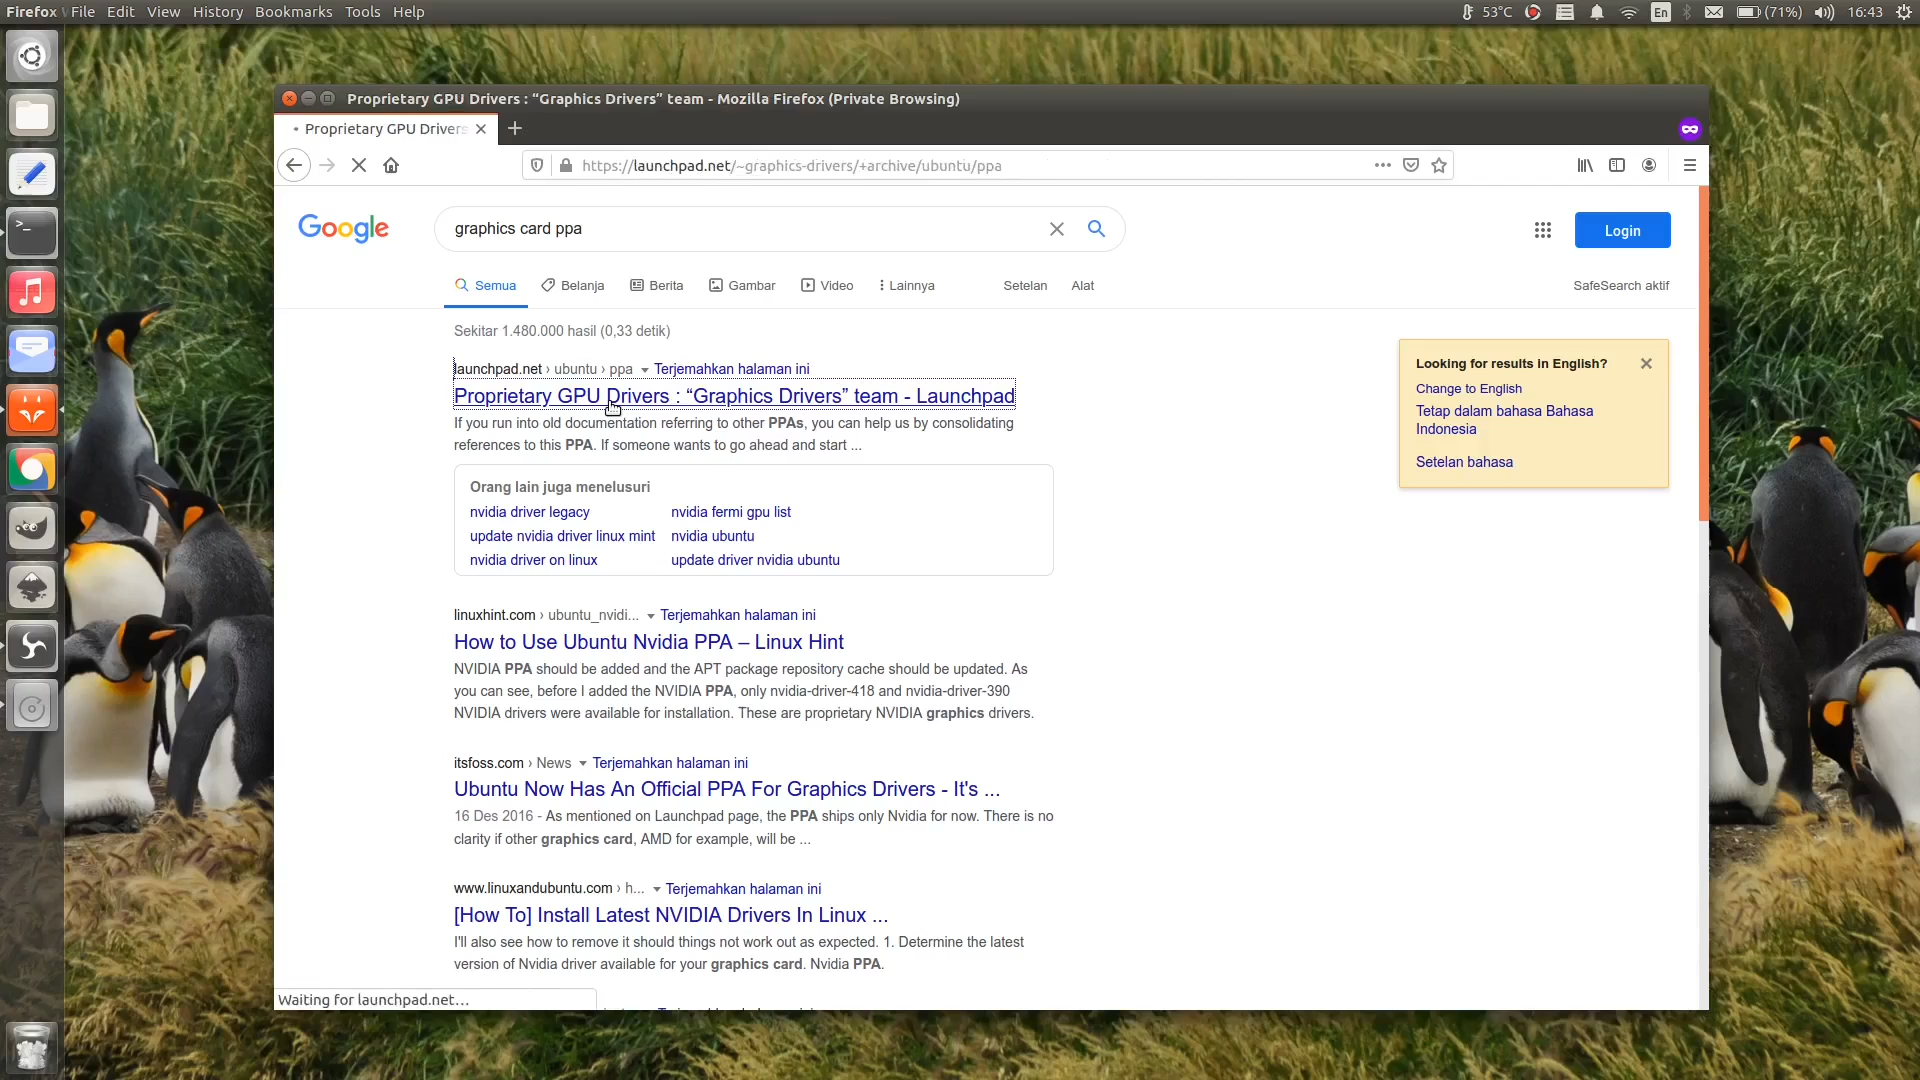 Firefox File Edit View History Bookmarks Tools Help
53°C En (71%) 16:43
Proprietary GPU Drivers : “Graphics Drivers” team - Mozilla Firefox (Private Browsing)
Proprietary GPU Drivers
https://launchpad.net/~graphics-drivers/+archive/ubuntu/ppa
Google
graphics card ppa
Login
Semua Belanja Berita Gambar Video Lainnya Setelan Alat SafeSearch aktif
Sekitar 1.480.000 hasil (0,33 detik)
launchpad.net › ubuntu › ppa Terjemahkan halaman ini
Proprietary GPU Drivers : “Graphics Drivers” team - Launchpad
If you run into old documentation referring to other PPAs, you can help us by consolidating
references to this PPA. If someone wants to go ahead and start ...
Orang lain juga menelusuri
nvidia driver legacy nvidia fermi gpu list
update nvidia driver linux mint nvidia ubuntu
nvidia driver on linux update driver nvidia ubuntu
Looking for results in English?
Change to English
Tetap dalam bahasa Bahasa
Indonesia
Setelan bahasa
linuxhint.com › ubuntu_nvidi... Terjemahkan halaman ini
How to Use Ubuntu Nvidia PPA – Linux Hint
NVIDIA PPA should be added and the APT package repository cache should be updated. As
you can see, before I added the NVIDIA PPA, only nvidia-driver-418 and nvidia-driver-390
NVIDIA drivers were available for installation. These are proprietary NVIDIA graphics drivers.
itsfoss.com › News Terjemahkan halaman ini
Ubuntu Now Has An Official PPA For Graphics Drivers - It's ...
16 Des 2016 - As mentioned on Launchpad page, the PPA ships only Nvidia for now. There is no
clarity if other graphics card, AMD for example, will be ...
www.linuxandubuntu.com › h... Terjemahkan halaman ini
[How To] Install Latest NVIDIA Drivers In Linux ...
I'll also see how to remove it should things not work out as expected. 1. Determine the latest
version of Nvidia driver available for your graphics card. Nvidia PPA.
Waiting for launchpad.net…